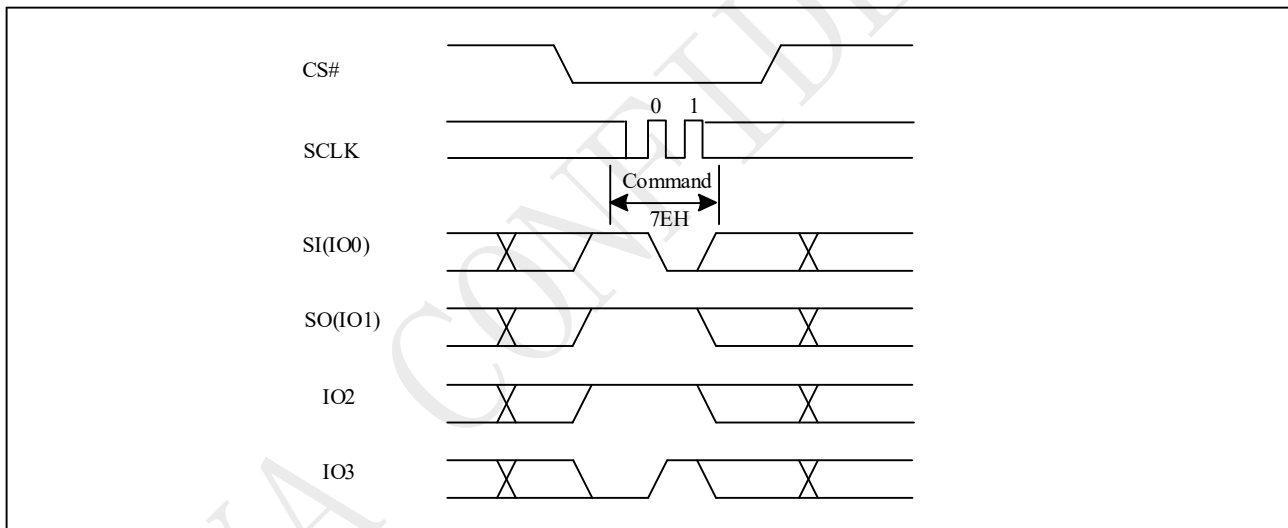 CS#
0 1
SCLK
Command
7EH
SI(IO0)
SO(IO1)
IO2
IO3